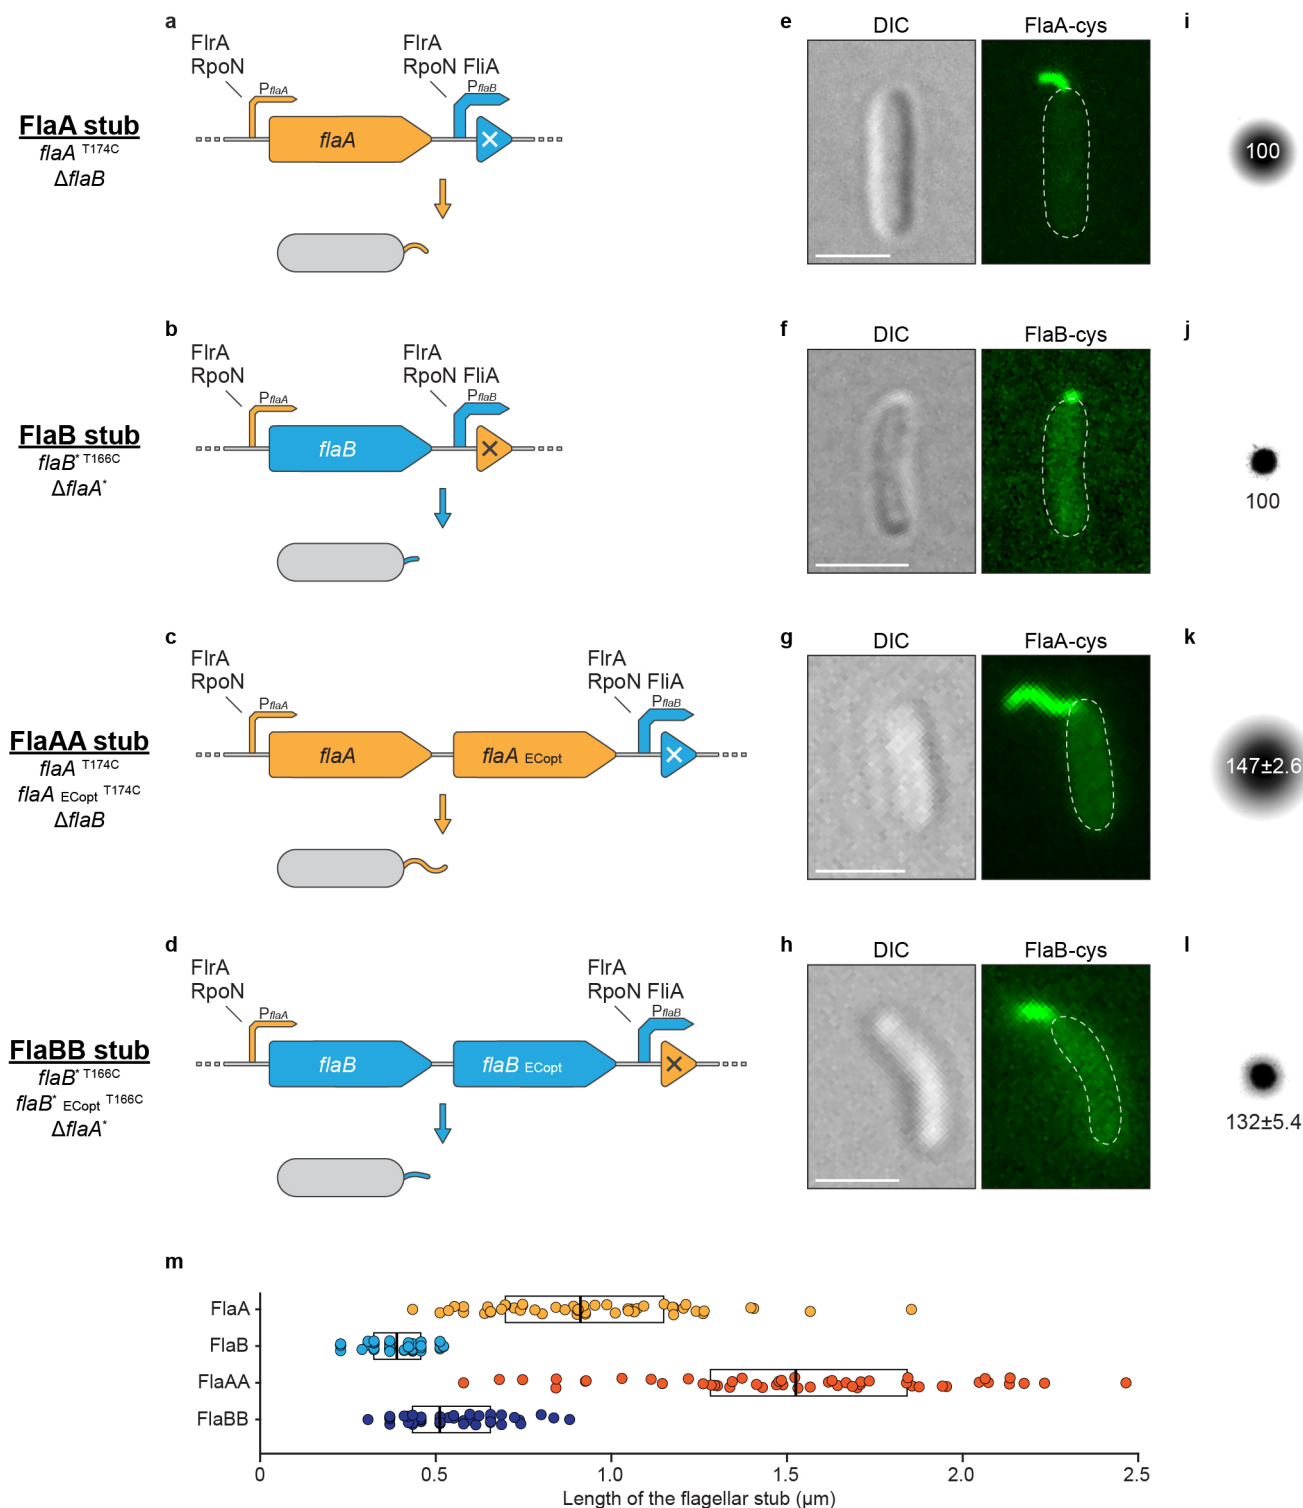 a
FlrA
RpoN
PflaA
FlrA
RpoN FliA
PflaB
FlaA stub
flaA T174C
ΔflaB
flaA
×
e
DIC
FlaA-cys
i
100
b
FlrA
RpoN
PflaA
FlrA
RpoN FliA
PflaB
FlaB stub
flaB* T166C
ΔflaA*
flaB
×
f
DIC
FlaB-cys
j
100
c
FlrA
RpoN
PflaA
FlrA
RpoN FliA
PflaB
FlaAA stub
flaA T174C
flaA ECopt T174C
ΔflaB
flaA
flaA ECopt
×
g
DIC
FlaA-cys
k
147±2.6
d
FlrA
RpoN
PflaA
FlrA
RpoN FliA
PflaB
FlaBB stub
flaB* T166C
flaB* ECopt T166C
ΔflaA*
flaB
flaB ECopt
×
h
DIC
FlaB-cys
l
132±5.4
m
FlaA
FlaB
FlaAA
FlaBB
0 0.5 1.0 1.5 2.0 2.5
Length of the flagellar stub (µm)